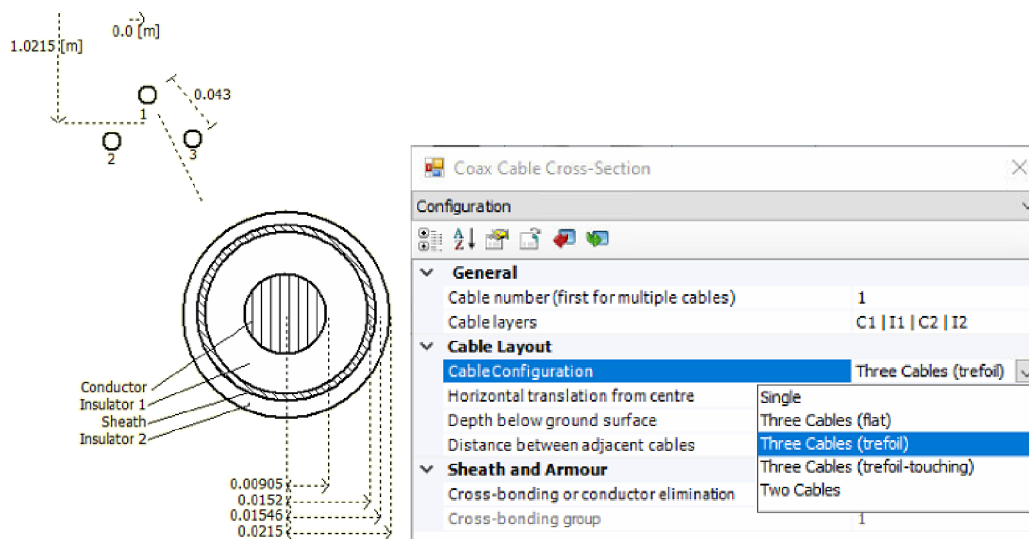 0.0 [m]
1.0215 [m]
0.043
1
2
3
Conductor
Insulator 1
Sheath
Insulator 2
0.00905
0.0152
0.01546
0.0215
Coax Cable Cross-Section
Configuration
General
Cable number (first for multiple cables) 1
Cable layers C1 | I1 | C2 | I2
Cable Layout
Cable Configuration Three Cables (trefoil)
Horizontal translation from centre
Depth below ground surface
Distance between adjacent cables
Sheath and Armour
Cross-bonding or conductor elimination
Cross-bonding group 1
Single
Three Cables (flat)
Three Cables (trefoil)
Three Cables (trefoil-touching)
Two Cables